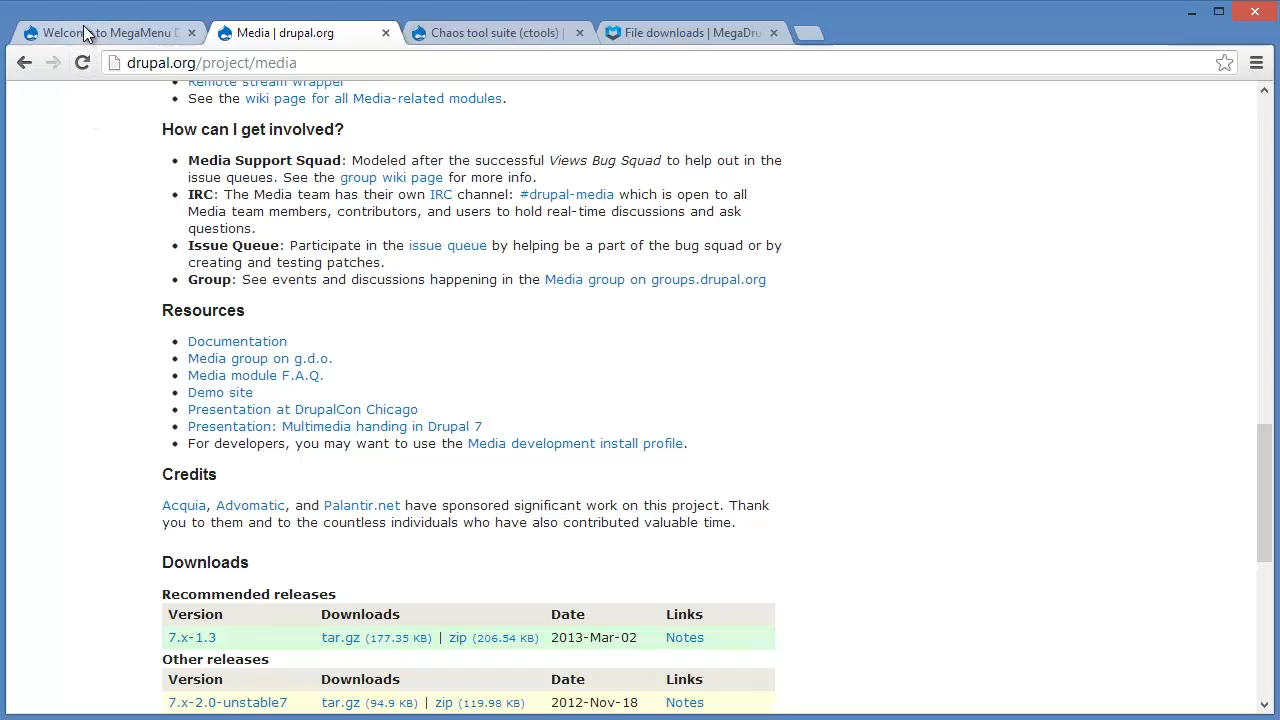 Welcome to MegaMenu D
Media | drupal.org
Chaos tool suite (ctools) |
File downloads | MegaDru
drupal.org/project/media
Remote stream wrapper
See the wiki page for all Media-related modules.
How can I get involved?
Media Support Squad: Modeled after the successful Views Bug Squad to help out in the
issue queues. See the group wiki page for more info.
IRC: The Media team has their own IRC channel: #drupal-media which is open to all
Media team members, contributors, and users to hold real-time discussions and ask
questions.
Issue Queue: Participate in the issue queue by helping be a part of the bug squad or by
creating and testing patches.
Group: See events and discussions happening in the Media group on groups.drupal.org
Resources
Documentation
Media group on g.d.o.
Media module F.A.Q.
Demo site
Presentation at DrupalCon Chicago
Presentation: Multimedia handing in Drupal 7
For developers, you may want to use the Media development install profile.
Credits
Acquia, Advomatic, and Palantir.net have sponsored significant work on this project. Thank
you to them and to the countless individuals who have also contributed valuable time.
Downloads
Recommended releases
Version Downloads Date Links
7.x-1.3 tar.gz (177.35 KB) | zip (206.54 KB) 2013-Mar-02 Notes
Other releases
Version Downloads Date Links
7.x-2.0-unstable7 tar.gz (94.9 KB) | zip (119.98 KB) 2012-Nov-18 Notes